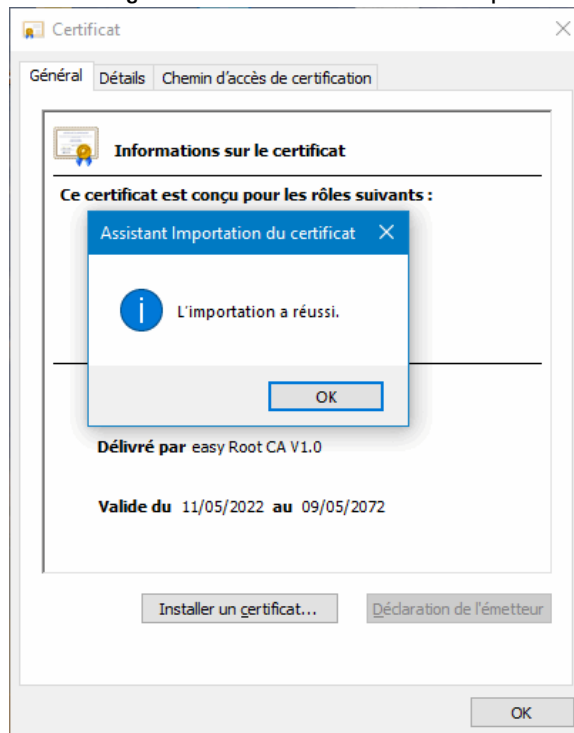 Certificat
Général Détails Chemin d'accès de certification
Informations sur le certificat
Ce certificat est conçu pour les rôles suivants :
Assistant Importation du certificat
L'importation a réussi.
OK
Délivré par easy Root CA V1.0
Valide du 11/05/2022 au 09/05/2072
Installer un certificat... Déclaration de l'émetteur
OK